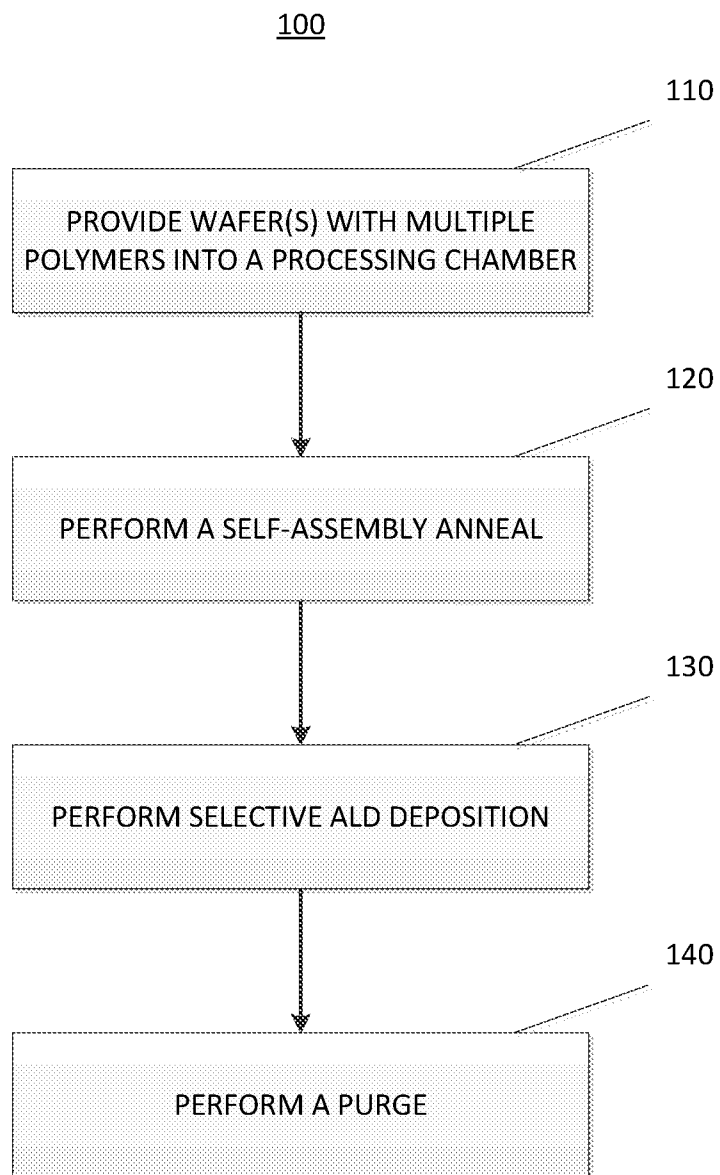 100
110
PROVIDE WAFER(S) WITH MULTIPLE
POLYMERS INTO A PROCESSING CHAMBER
120
PERFORM A SELF-ASSEMBLY ANNEAL
130
PERFORM SELECTIVE ALD DEPOSITION
140
PERFORM A PURGE